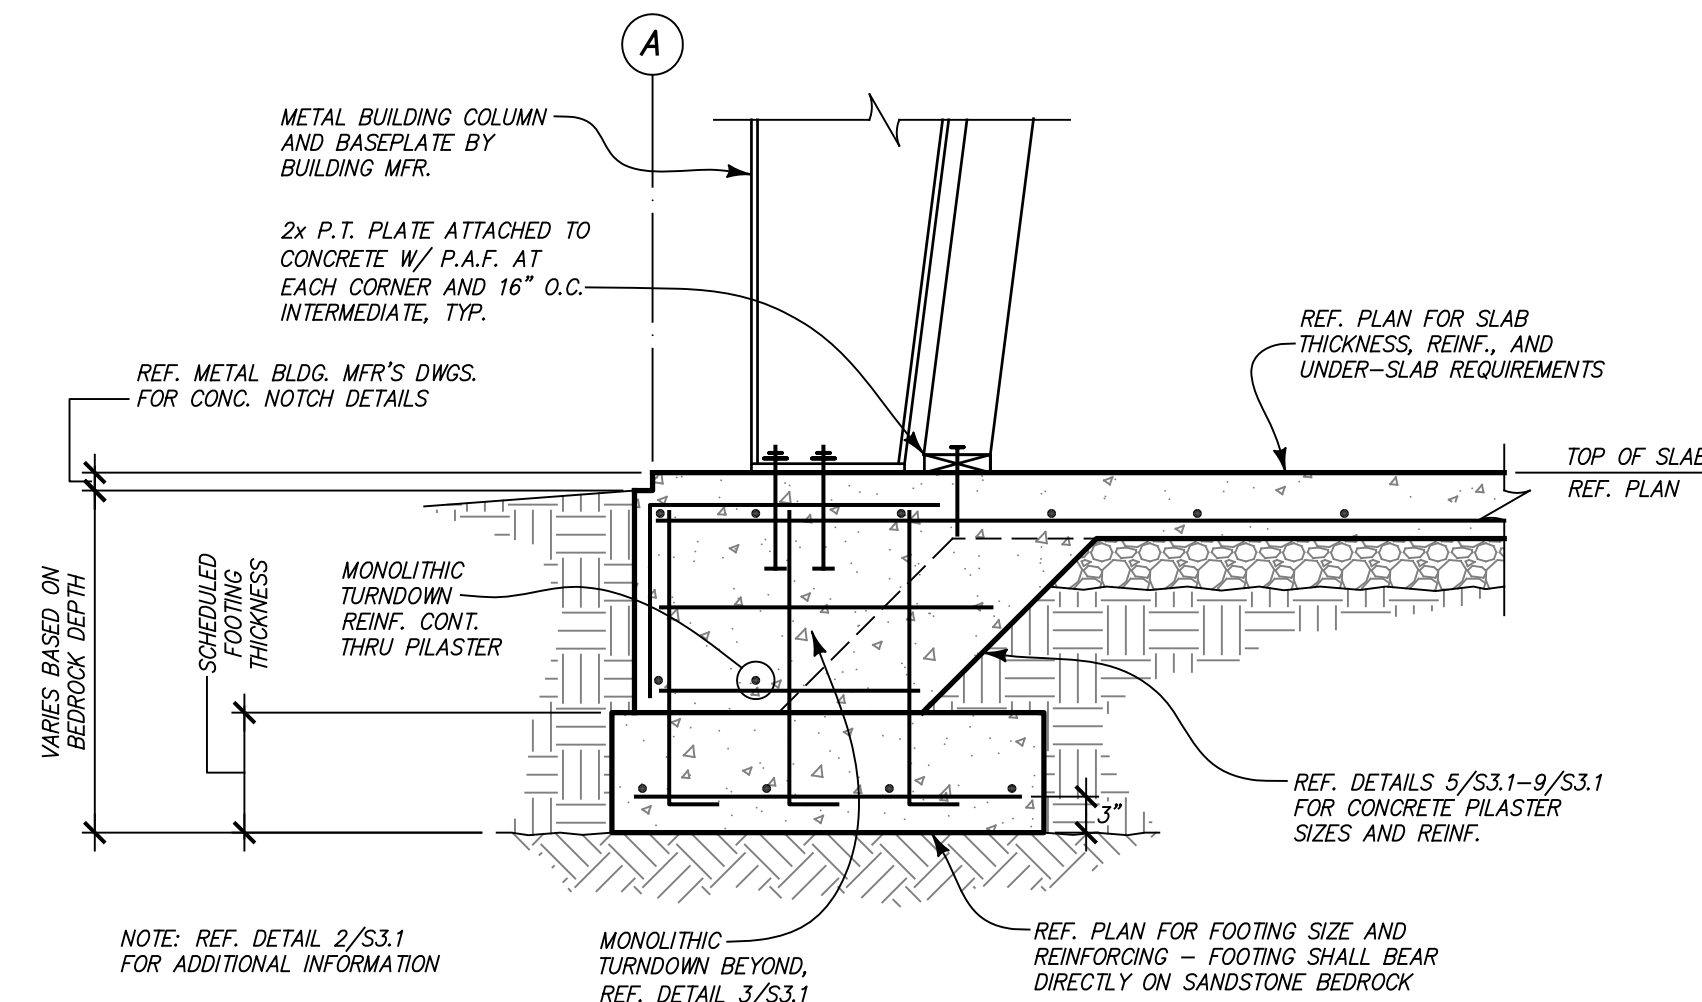 A
METAL BUILDING COLUMN
AND BASEPLATE BY
BUILDING MFR.
2x P.T. PLATE ATTACHED TO
CONCRETE W/ P.A.F. AT
EACH CORNER AND 16" O.C.
INTERMEDIATE, TYP.
REF. METAL BLDG. MFR'S DWGS.
FOR CONC. NOTCH DETAILS
REF. PLAN FOR SLAB
THICKNESS, REINF., AND
UNDER-SLAB REQUIREMENTS
TOP OF SLAB
REF. PLAN
VARIES BASED ON
BEDROCK DEPTH
SCHEDULED
FOOTING
THICKNESS
MONOLITHIC
TURNDOWN
REINF. CONT.
THRU PILASTER
3"
REF. DETAILS 5/S3.1-9/S3.1
FOR CONCRETE PILASTER
SIZES AND REINF.
NOTE: REF. DETAIL 2/S3.1
FOR ADDITIONAL INFORMATION
MONOLITHIC
TURNDOWN BEYOND,
REF. DETAIL 3/S3.1
REF. PLAN FOR FOOTING SIZE AND
REINFORCING - FOOTING SHALL BEAR
DIRECTLY ON SANDSTONE BEDROCK